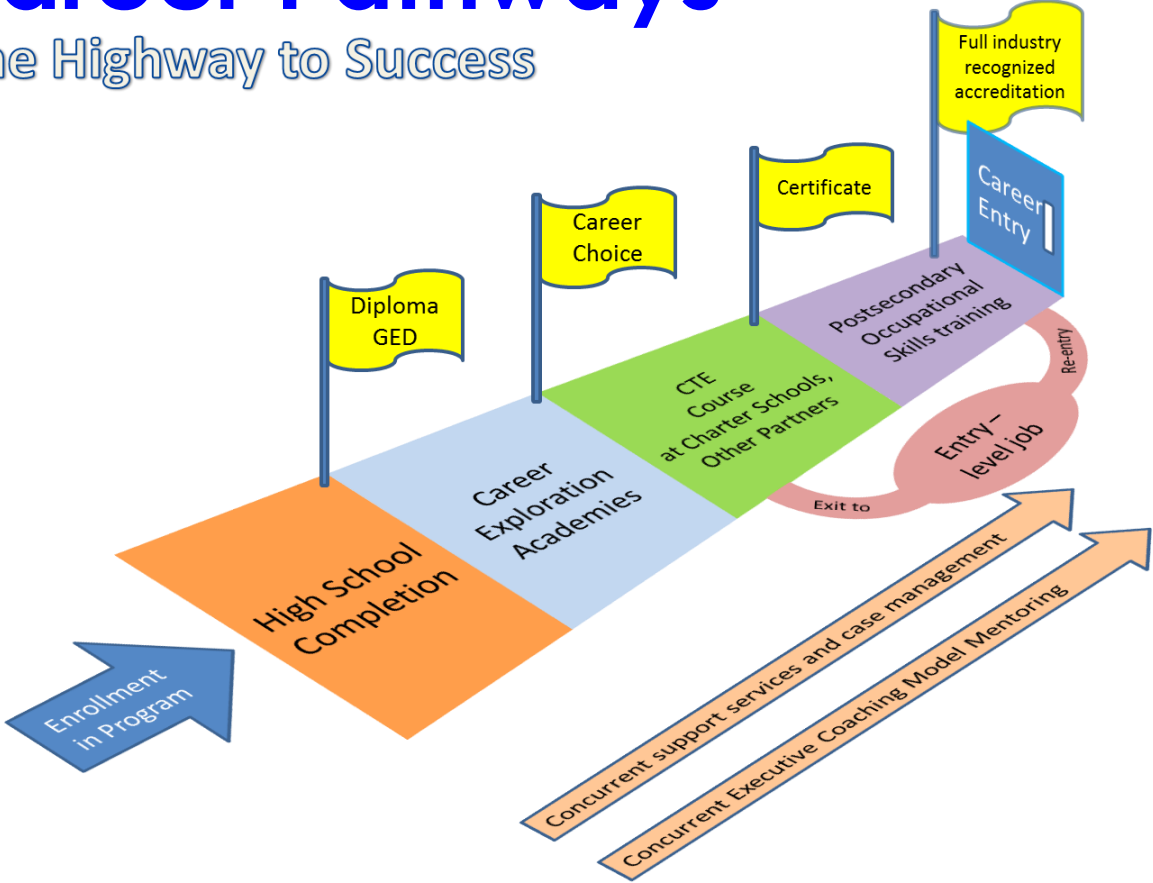 Career Pathways
he Highway to Success
Full industry
recognized
accreditation
Career
Entry
Certificate
Career
Choice
Diploma
GED
Postsecondary
Occupational
Skills training
Re-entry
CTE
Course
at Charter Schools,
Other Partners
Entry –
level job
Exit to
Career
Exploration
Academies
High School
Completion
Enrollment
in Program
Concurrent support services and case management
Concurrent Executive Coaching Model Mentoring